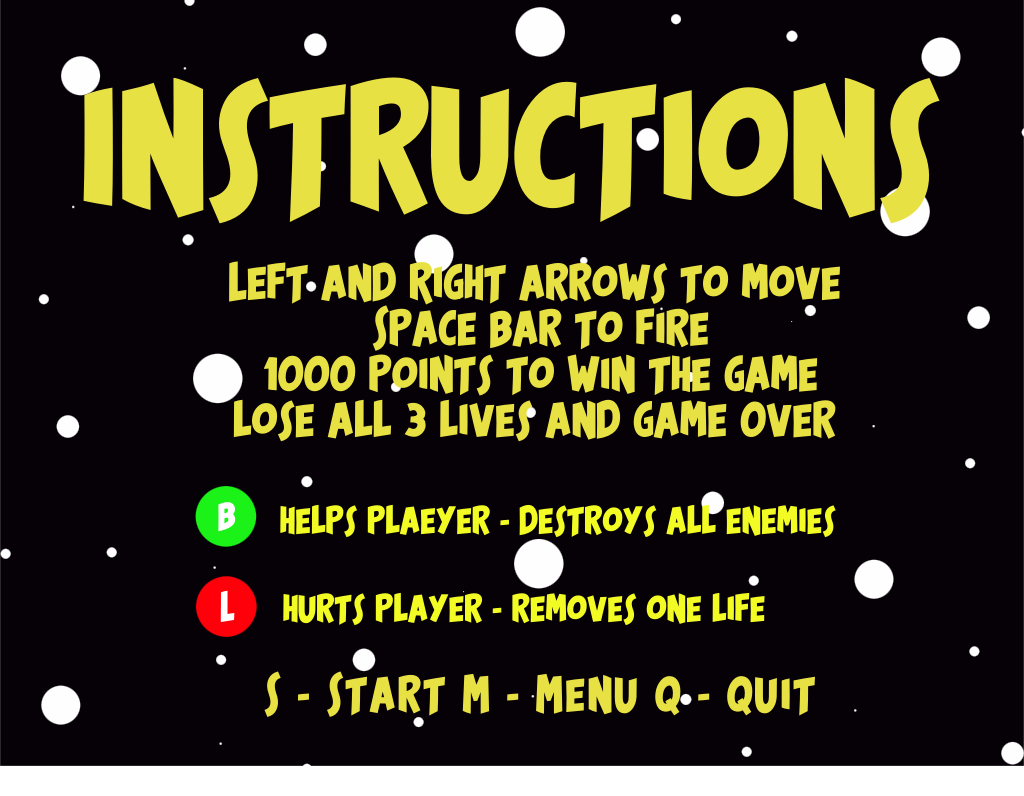 INSTRUCTIONS
LEFT AND RIGHT ARROWS TO MOVE
SPACE BAR TO FIRE
1000 POINTS TO WIN THE GAME
LOSE ALL 3 LIVES AND GAME OVER
B HELPS PLAEYER - DESTROYS ALL ENEMIES
L HURTS PLAYER - REMOVES ONE LIFE
S - START M - MENU Q - QUIT